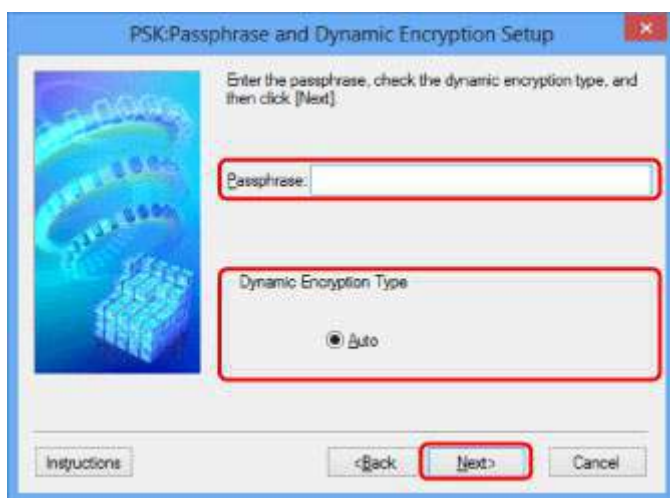 PSK:Passphrase and Dynamic Encryption Setup
Enter the passphrase, check the dynamic encryption type, and
then click [Next].
Passphrase:
Dynamic Encryption Type
Auto
Instructions
<Back
Next>
Cancel